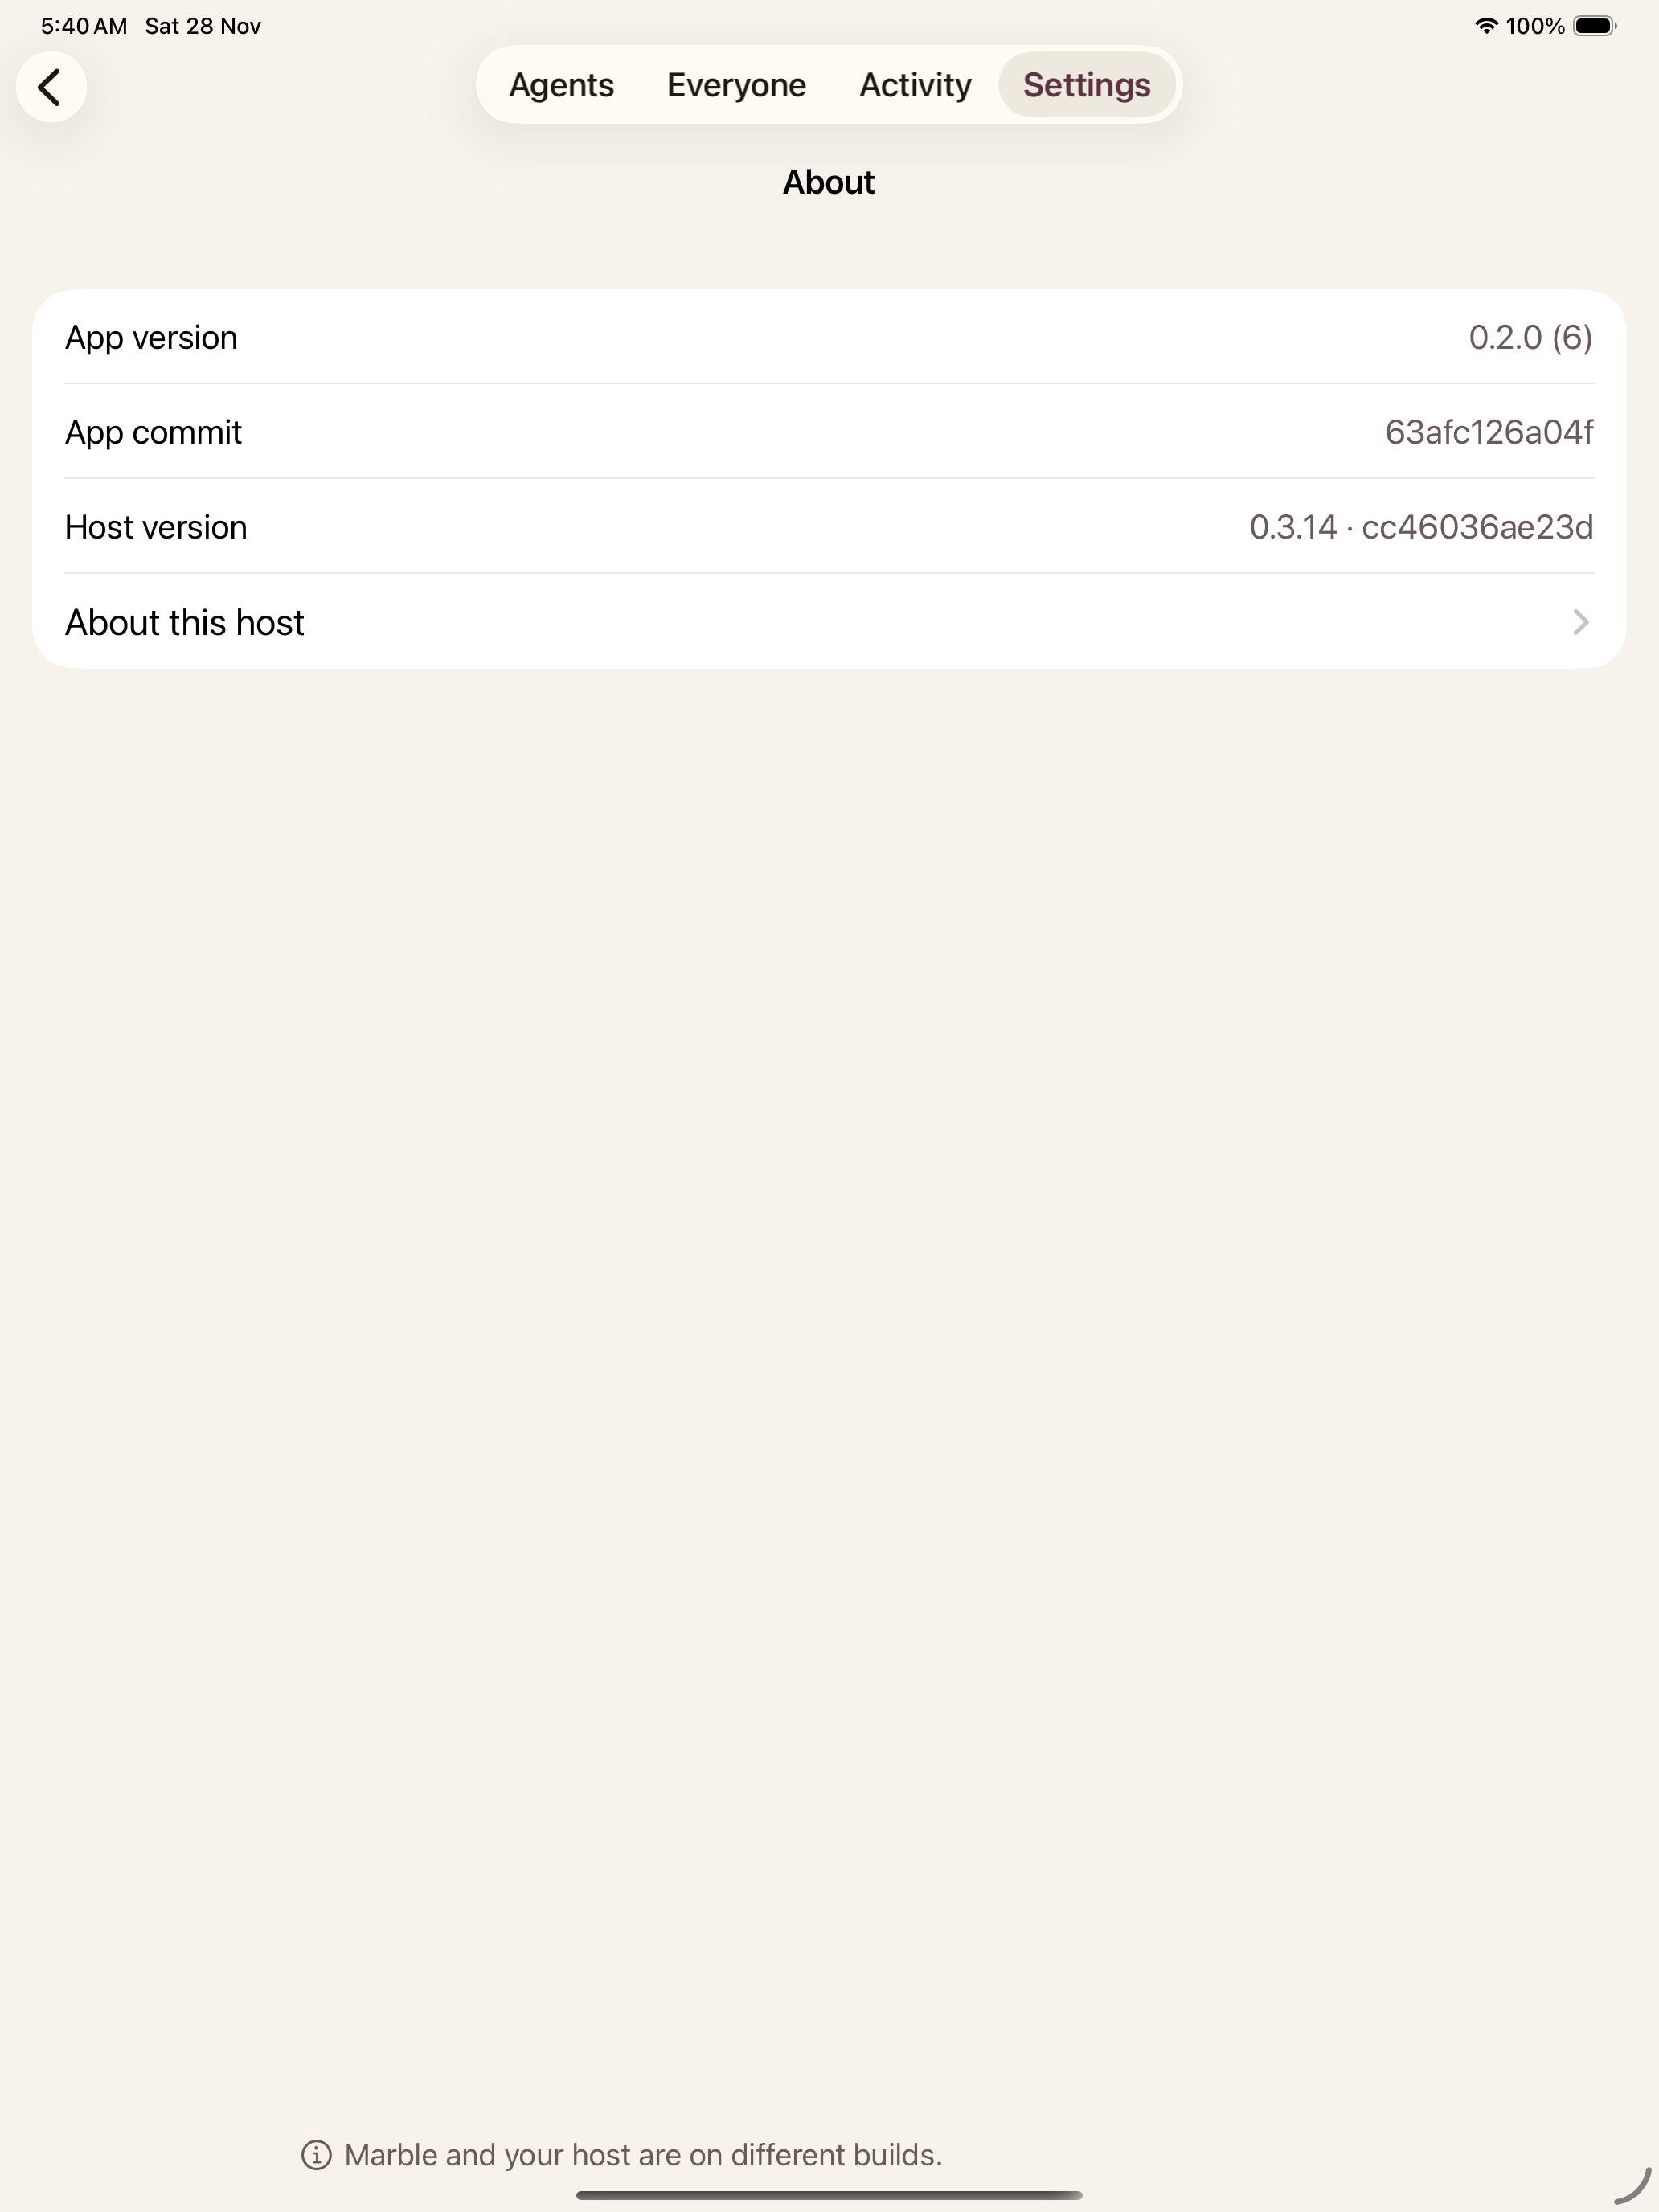 5:40 AM Sat 28 Nov
100%
Agents Everyone Activity Settings
About
App version 0.2.0 (6)
App commit 63afc126a04f
Host version 0.3.14 · cc46036ae23d
About this host
Marble and your host are on different builds.